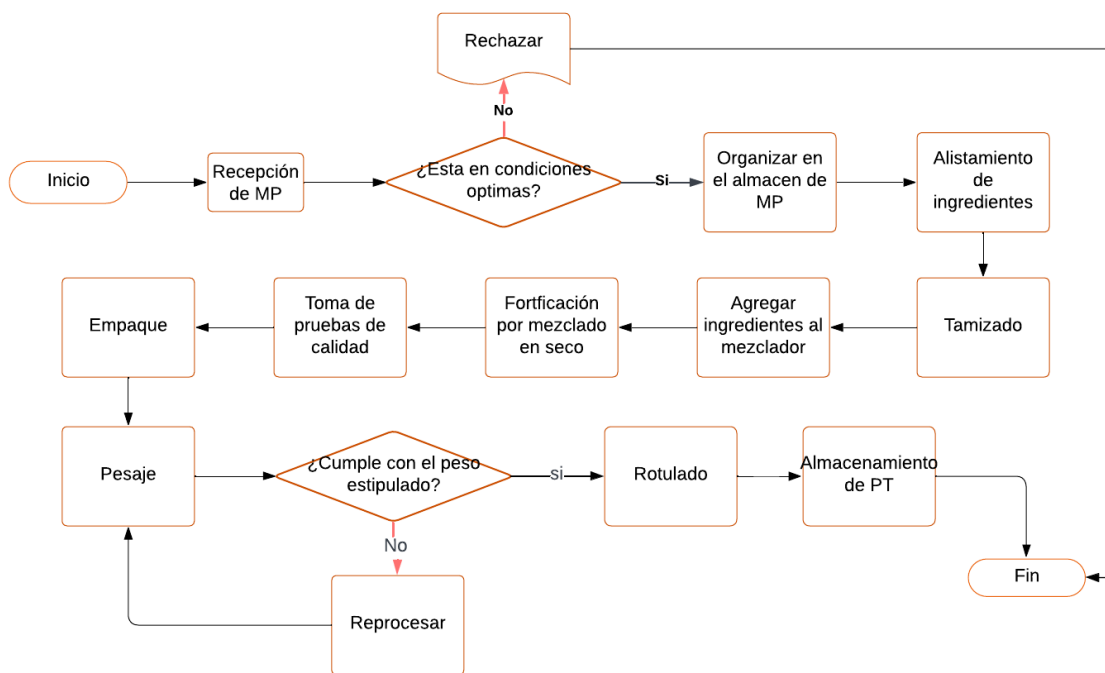 Rechazar
No
Inicio
Recepción
de MP
¿Esta en condiciones
optimas?
Si
Organizar en
el almacen de
MP
Alistamiento
de
ingredientes
Tamizado
Agregar
ingredientes al
mezclador
Fortficación
por mezclado
en seco
Toma de
pruebas de
calidad
Empaque
Pesaje
¿Cumple con el peso
estipulado?
si
Rotulado
Almacenamiento
de PT
No
Reprocesar
Fin